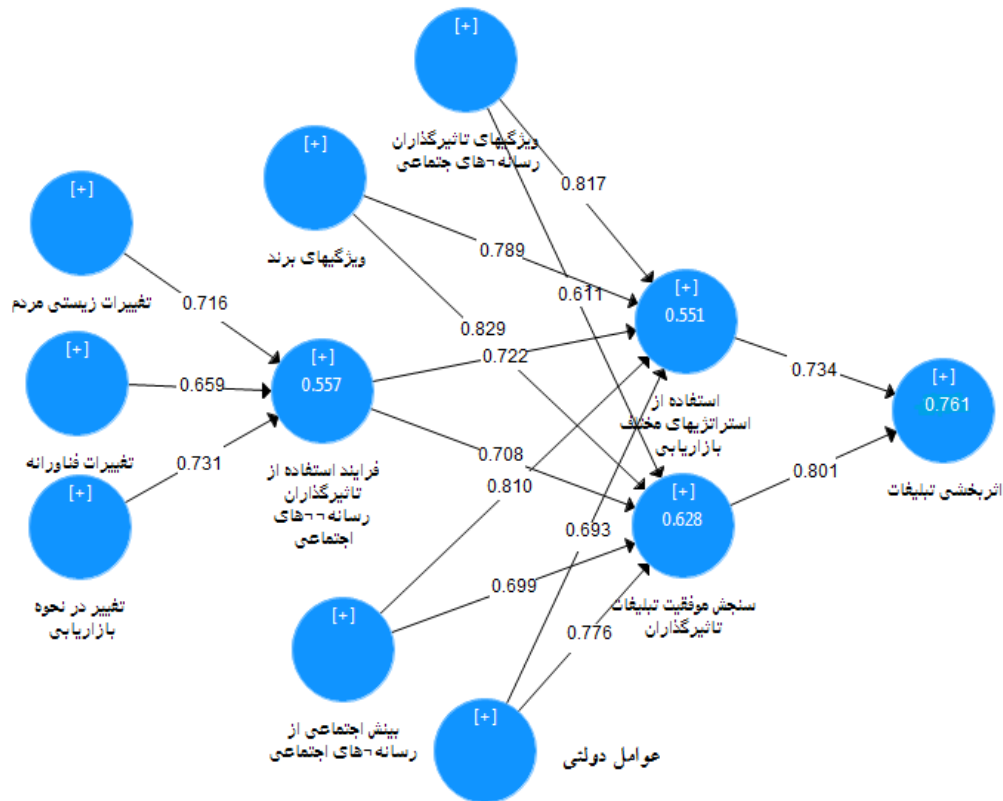 [+]
ویژگیهای تاثیرگذاران
رسانه¬های جتماعی
[+]
ویژگیهای برند
[+]
تغییرات زیستی مردم
[+]
تغییرات فناورانه
[+]
تغییر در نحوه
بازاریابی
[+]
0.557
فرایند استفاده از
تاثیرگذاران
رسانه¬¬های
اجتماعی
[+]
بینش اجتماعی از
رسانه¬های اجتماعی
[+]
عوامل دولتی
[+]
0.551
استفاده از
استراتژیهای مختلف
بازاریابی
[+]
0.628
سنجش موفقیت تبلیغات
تاثیرگذاران
[+]
0.761
اثربخشی تبلیغات
0.817
0.611
0.789
0.829
0.716
0.659
0.731
0.722
0.708
0.810
0.699
0.693
0.776
0.734
0.801